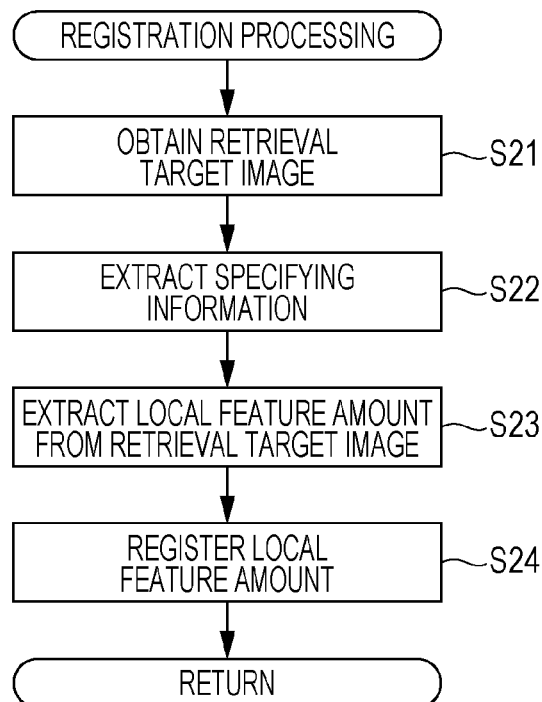 REGISTRATION PROCESSING
OBTAIN RETRIEVAL
TARGET IMAGE
S21
EXTRACT SPECIFYING
INFORMATION
S22
EXTRACT LOCAL FEATURE AMOUNT
FROM RETRIEVAL TARGET IMAGE
S23
REGISTER LOCAL
FEATURE AMOUNT
S24
RETURN